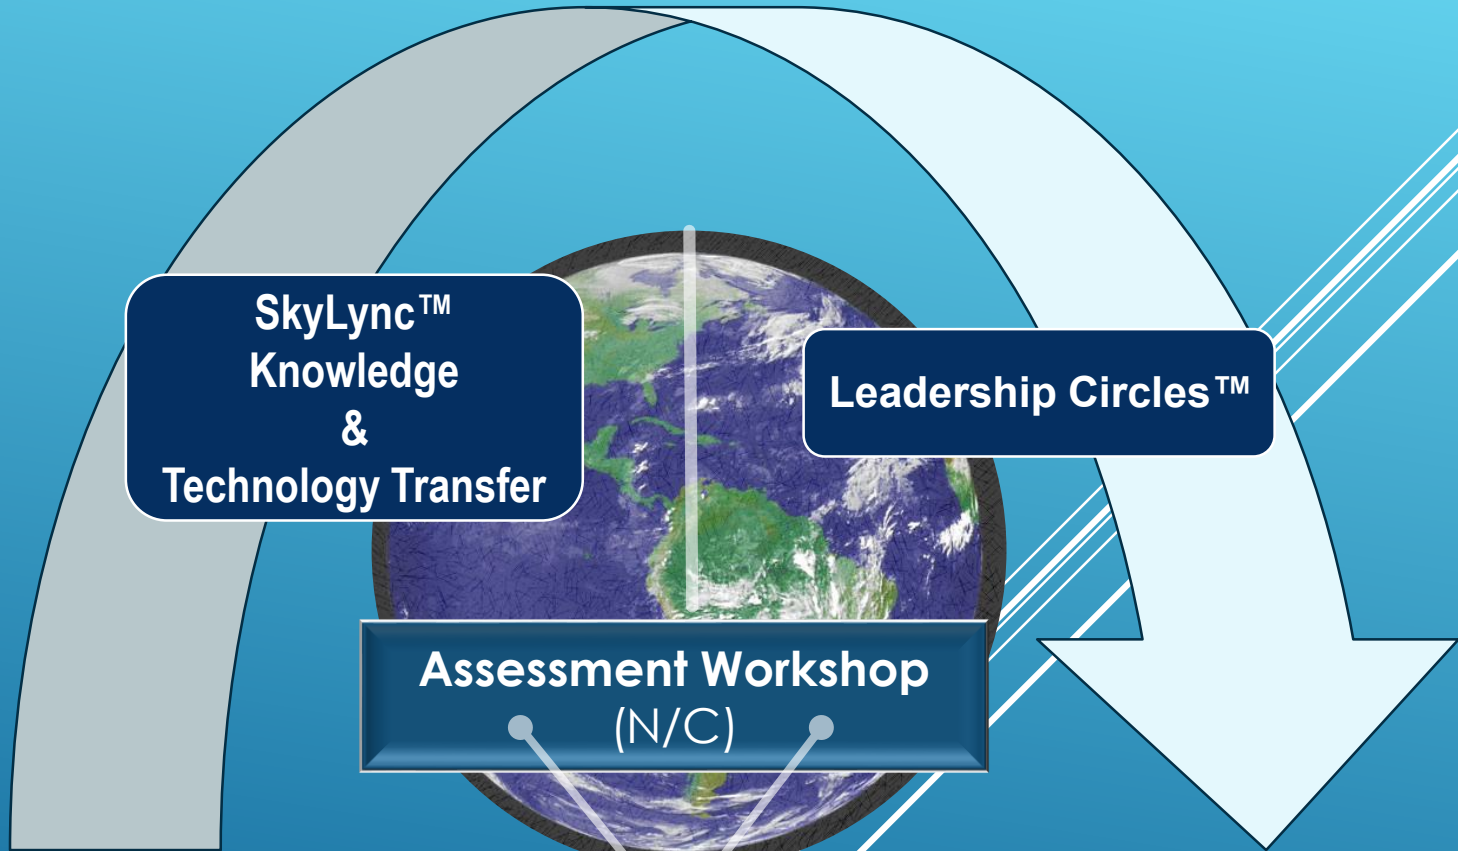 SkyLync™
Knowledge
&
Technology Transfer
Leadership Circles™
Assessment Workshop
(N/C)